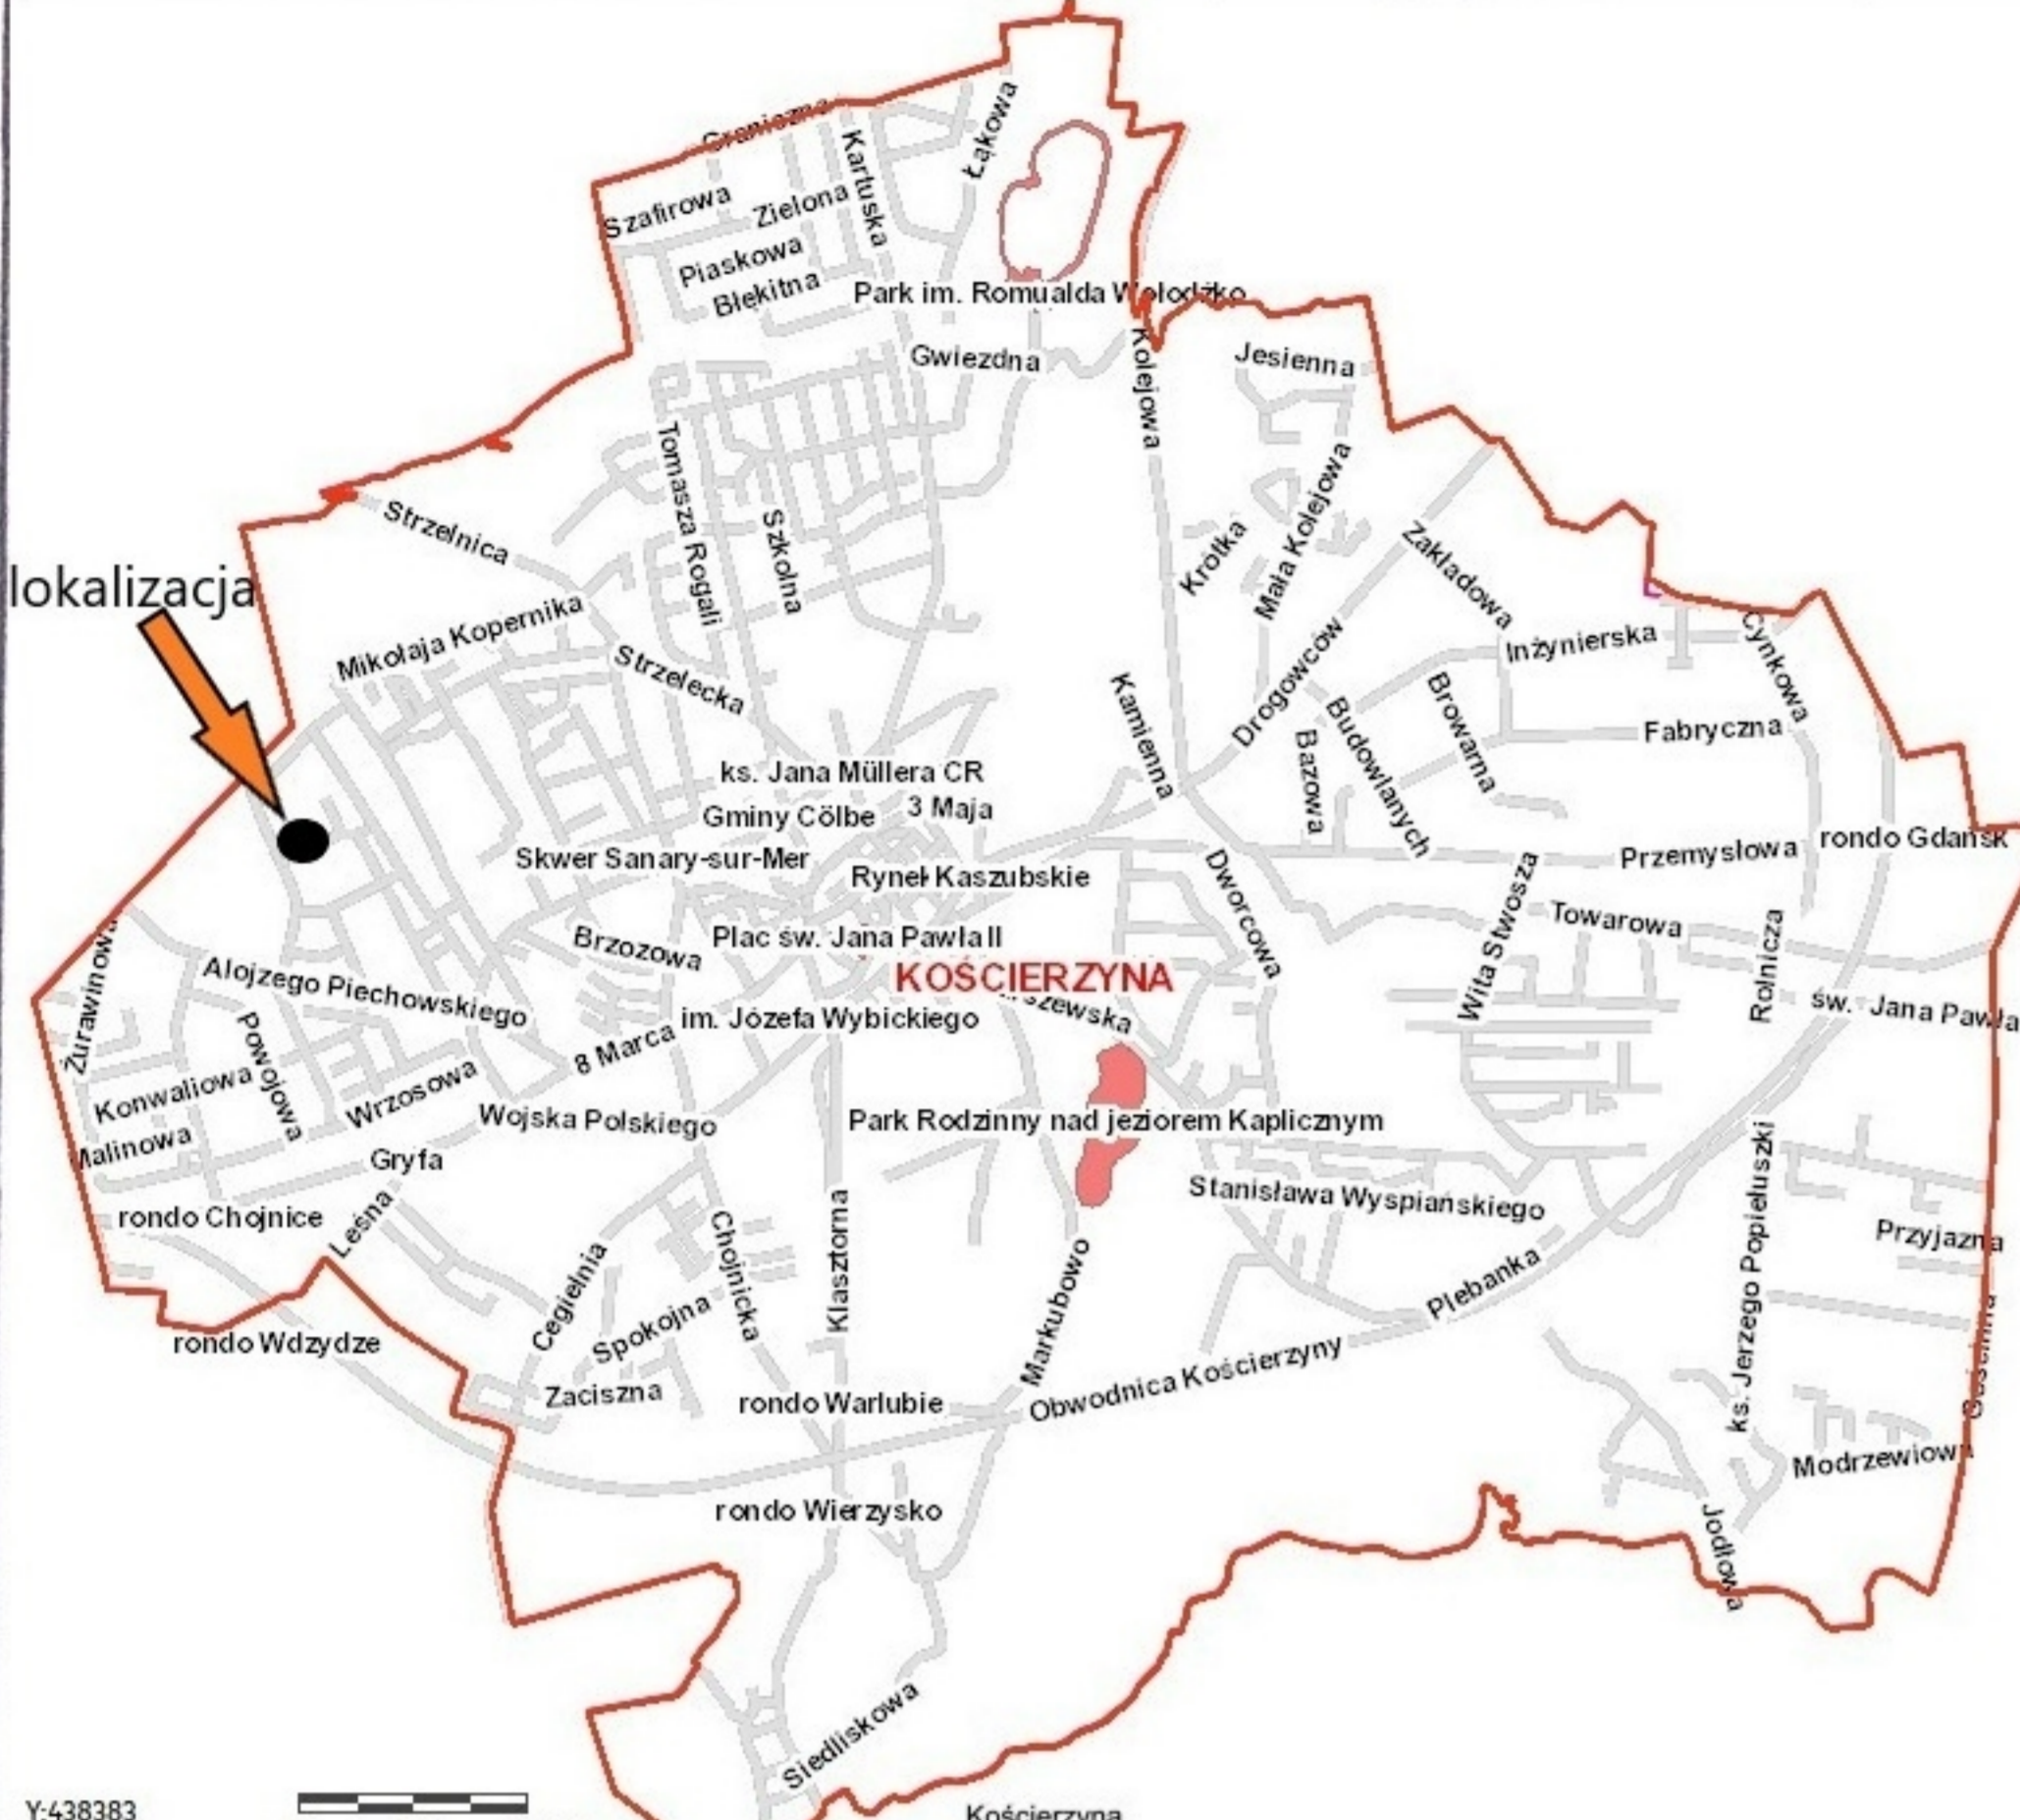 Graniczna
Łąkowa
Kartuska
Szafirowa
Zielona
Piaskowa
Błękitna
Park im. Romualda Wołodźko
Gwiezdna
Kolejowa
Jesienna
Tomasza Rogali
Szkolna
Strzelnica
Krótka
Mała Kolejowa
Zakładowa
lokalizacja
Mikołaja Kopernika
Strzelecka
Drogowców
Inżynierska
Cynkowa
Kamienna
Budowlanych
Browarna
Bazowa
Fabryczna
ks. Jana Müllera CR
Gminy Cölbe
3 Maja
Skwer Sanary-sur-Mer
Rynek
Kaszubskie
Dworcowa
Przemysłowa
rondo Gdańsk
Wita Stwosza
Towarowa
Rolnicza
Żurawinowa
Brzozowa
Plac św. Jana Pawła II
KOŚCIERZYNA
Alojzego Piechowskiego
im. Józefa Wybickiego
św. Jana Pawła
8 Marca
Powojowa
Konwaliowa
Wrzosowa
Malinowa
Wojska Polskiego
Park Rodzinny nad jeziorem Kaplicznym
Gryfa
Stanisława Wyspiańskiego
ks. Jerzego Popiełuszki
Przyjazna
rondo Chojnice
Leśna
Chojnicka
Klasztorna
Markubowo
Cegielnia
Spokojna
Plebanka
Gościnna
rondo Wdzydze
Zaciszna
rondo Warlubie
Obwodnica Kościerzyny
Modrzewiowa
rondo Wierzysko
Jodłowa
Siedliskowa
Y:438383
Kościerzyna